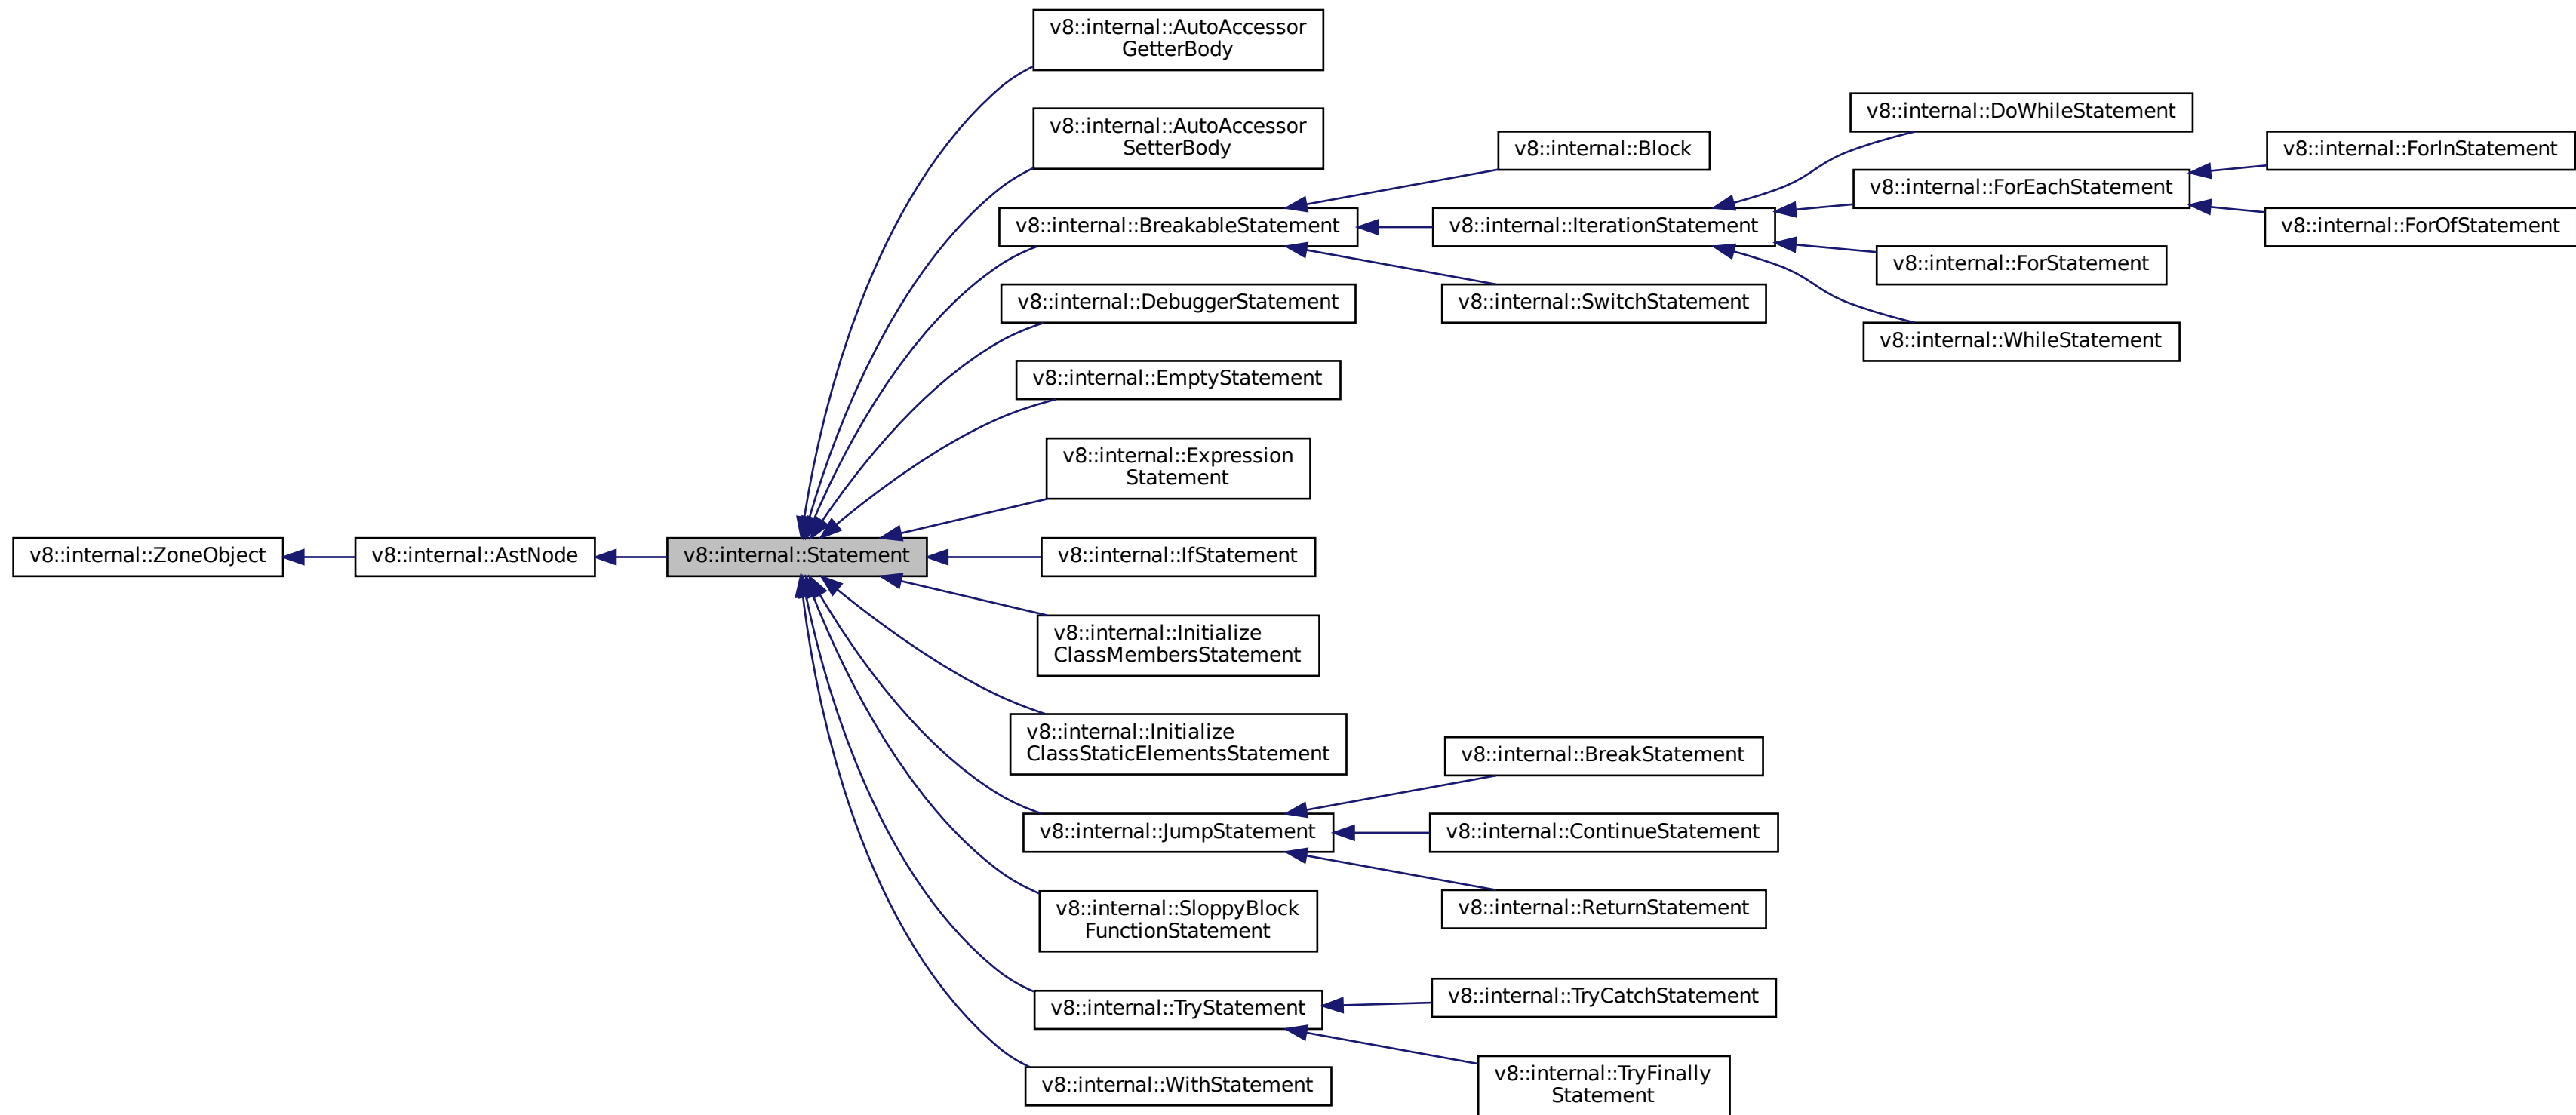 v8::internal::AutoAccessor
GetterBody
v8::internal::AutoAccessor
SetterBody
v8::internal::BreakableStatement
v8::internal::Block
v8::internal::IterationStatement
v8::internal::SwitchStatement
v8::internal::DoWhileStatement
v8::internal::ForEachStatement
v8::internal::ForInStatement
v8::internal::ForOfStatement
v8::internal::ForStatement
v8::internal::WhileStatement
v8::internal::DebuggerStatement
v8::internal::EmptyStatement
v8::internal::Expression
Statement
v8::internal::ZoneObject
v8::internal::AstNode
v8::internal::Statement
v8::internal::IfStatement
v8::internal::Initialize
ClassMembersStatement
v8::internal::Initialize
ClassStaticElementsStatement
v8::internal::JumpStatement
v8::internal::BreakStatement
v8::internal::ContinueStatement
v8::internal::ReturnStatement
v8::internal::SloppyBlock
FunctionStatement
v8::internal::TryStatement
v8::internal::TryCatchStatement
v8::internal::TryFinally
Statement
v8::internal::WithStatement